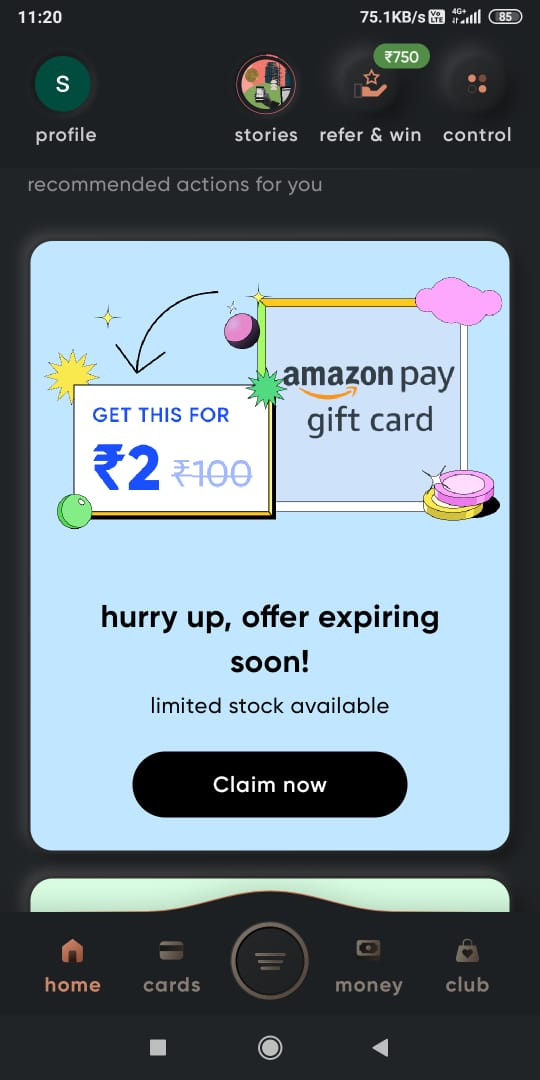 11:20
75.1KB/s Vo LTE 4G+ 85
₹750
S
profile
stories
refer & win
control
recommended actions for you
amazon pay
gift card
GET THIS FOR
₹2 ₹100
hurry up, offer expiring
soon!
limited stock available
Claim now
home
cards
money
club